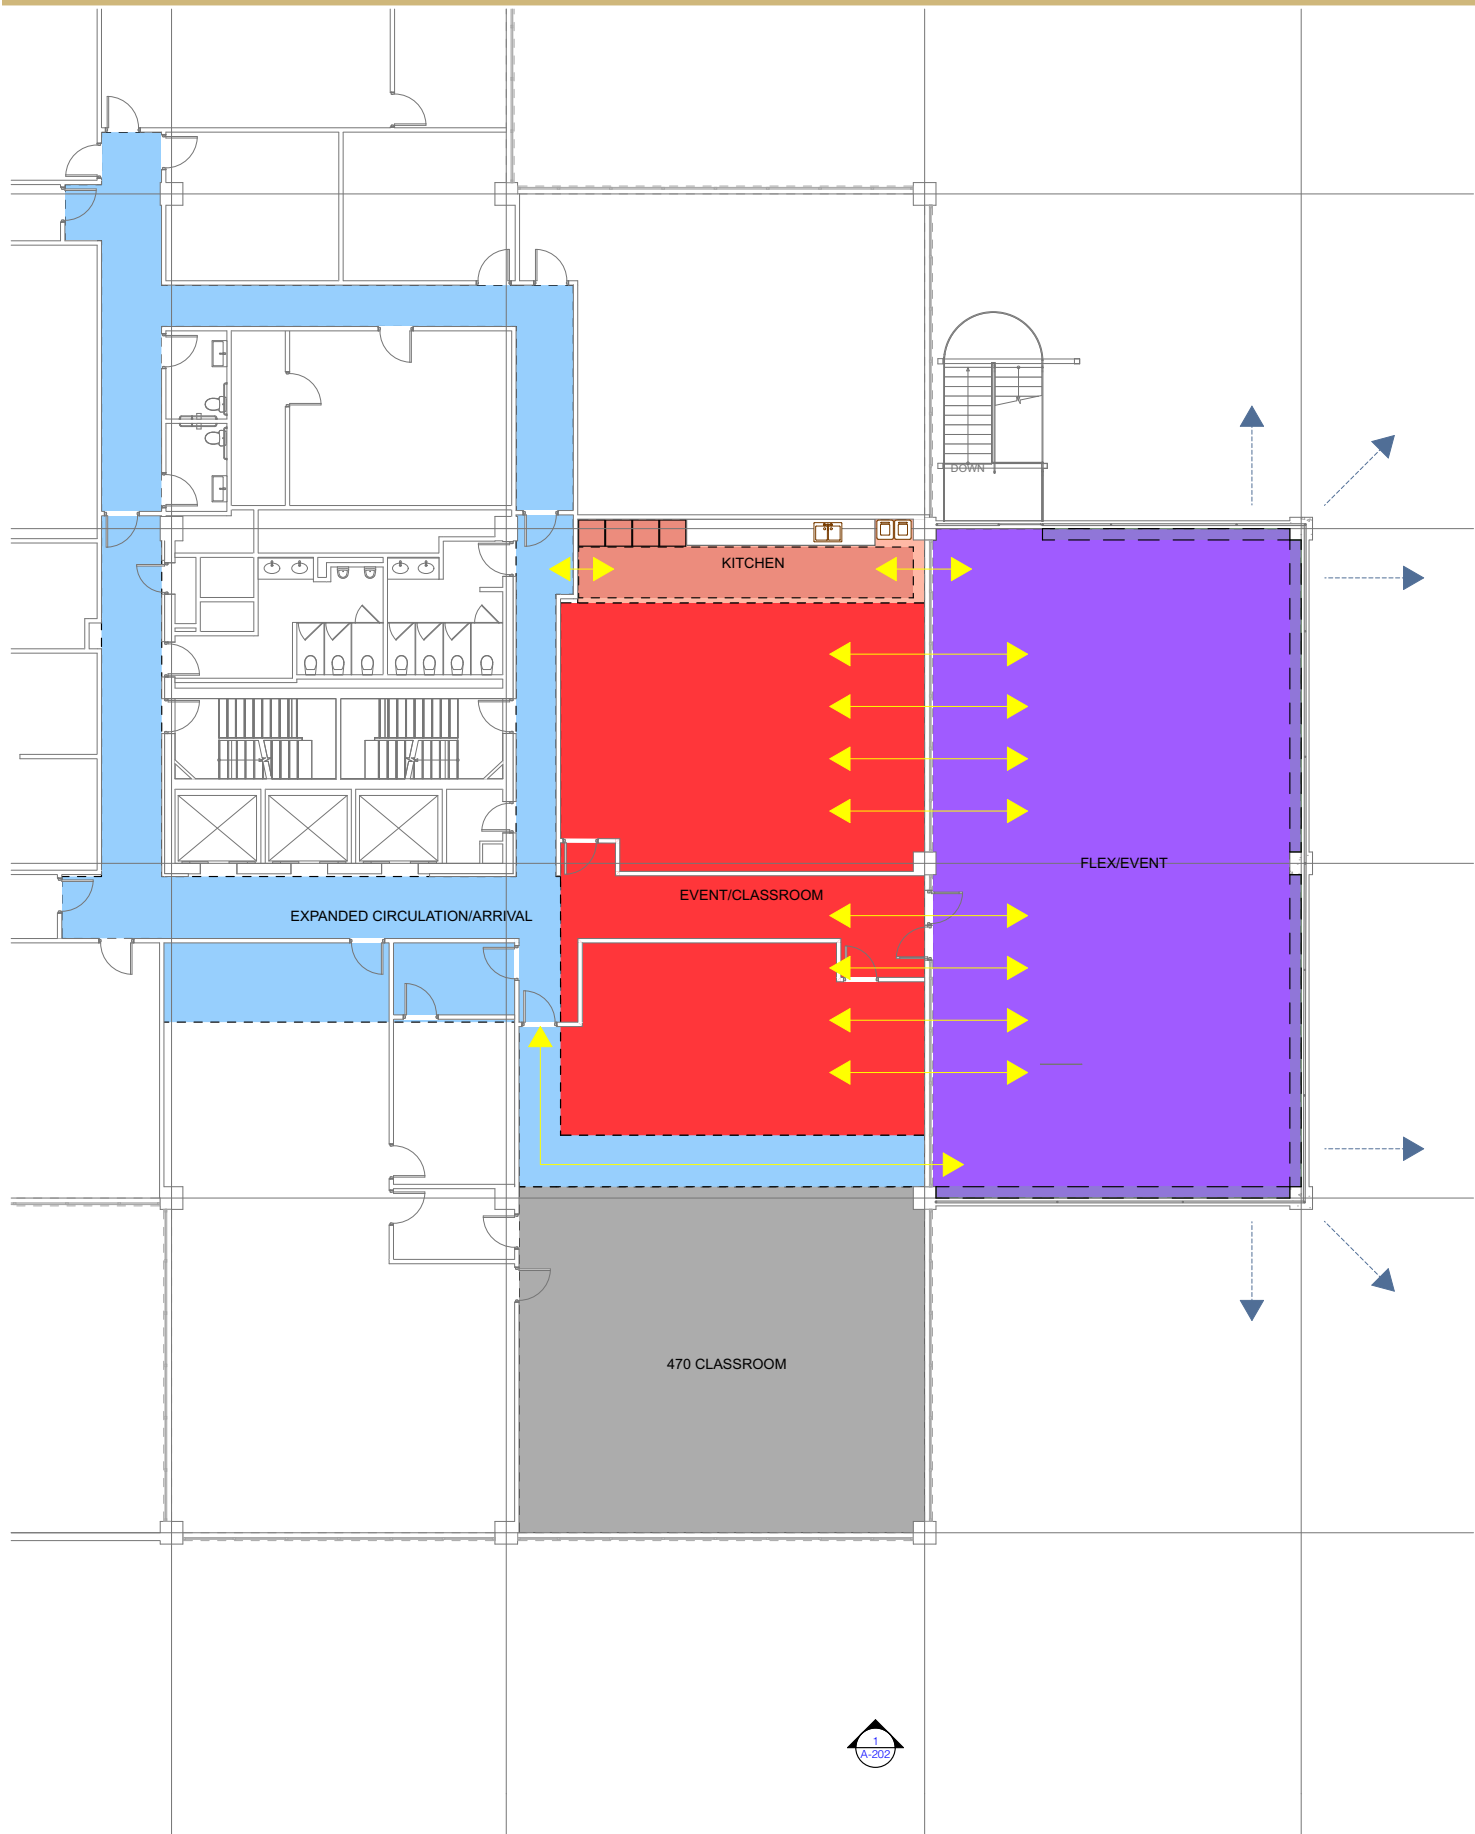 DOWN
KITCHEN
FLEX/EVENT
EVENT/CLASSROOM
EXPANDED CIRCULATION/ARRIVAL
470 CLASSROOM
1
A-202